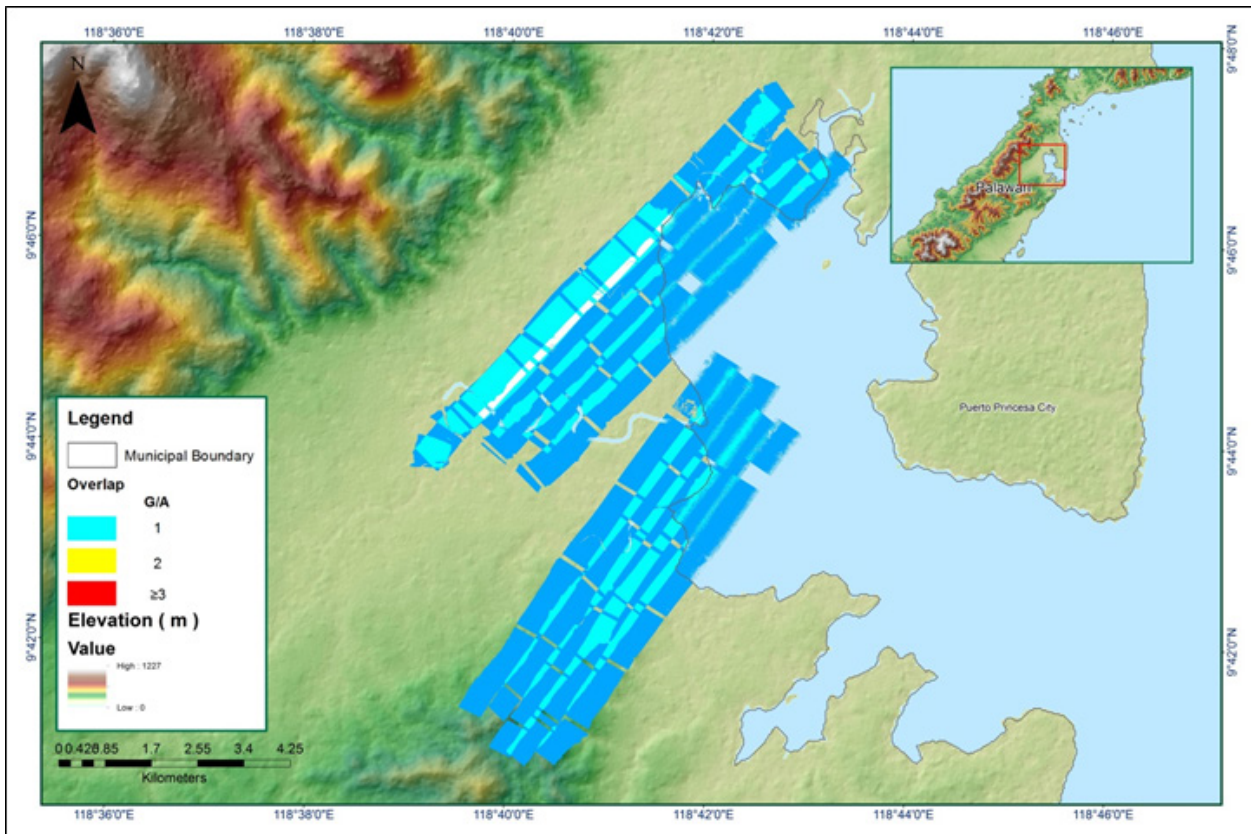 118°36'0"E 118°38'0"E 118°40'0"E 118°42'0"E 118°44'0"E 118°46'0"E
N
9°48'0"N
9°46'0"N
9°46'0"N
Palawan
9°44'0"N
9°44'0"N
Puerto Princesa City
9°42'0"N
9°42'0"N
Legend
Municipal Boundary
Overlap
G/A
1
2
≥3
Elevation ( m )
Value
High : 1227
Low : 0
0 0.425 0.85 1.7 2.55 3.4 4.25
Kilometers
118°36'0"E 118°38'0"E 118°40'0"E 118°42'0"E 118°44'0"E 118°46'0"E